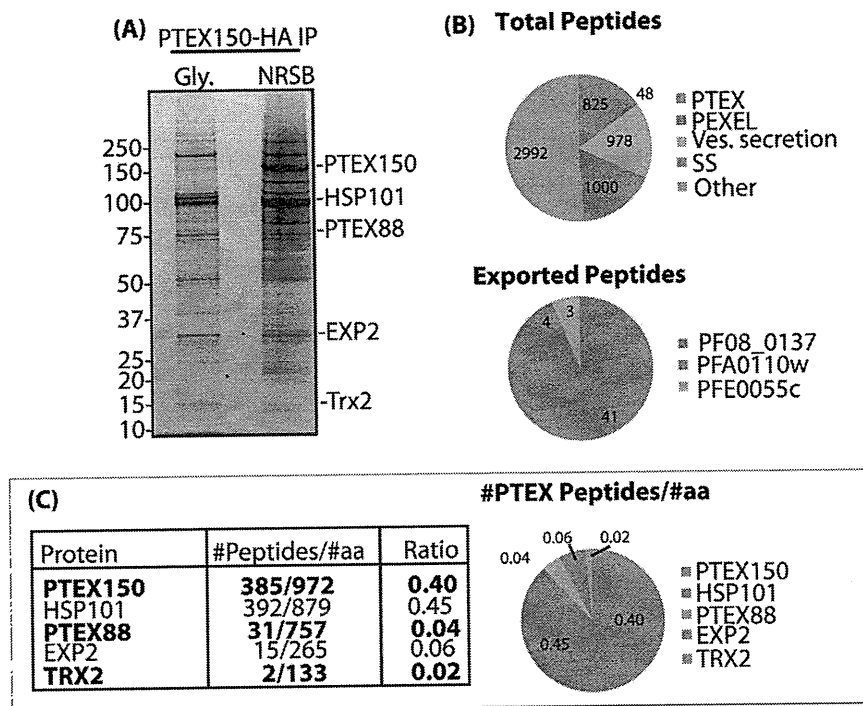 (A)
PTEX150-HA IP
Gly. NRSB
250
150
100
75
50
37
25
20
15
10
-PTEX150
-HSP101
-PTEX88
-EXP2
-Trx2
(B) Total Peptides
825
48
978
1000
2992
PTEX
PEXEL
Ves. secretion
SS
Other
Exported Peptides
4
3
41
PF08_0137
PFA0110w
PFE0055c
(C)
Protein #Peptides/#aa Ratio
PTEX150 385/972 0.40
HSP101 392/879 0.45
PTEX88 31/757 0.04
EXP2 15/265 0.06
TRX2 2/133 0.02
#PTEX Peptides/#aa
0.04
0.06
0.02
0.40
0.45
PTEX150
HSP101
PTEX88
EXP2
TRX2